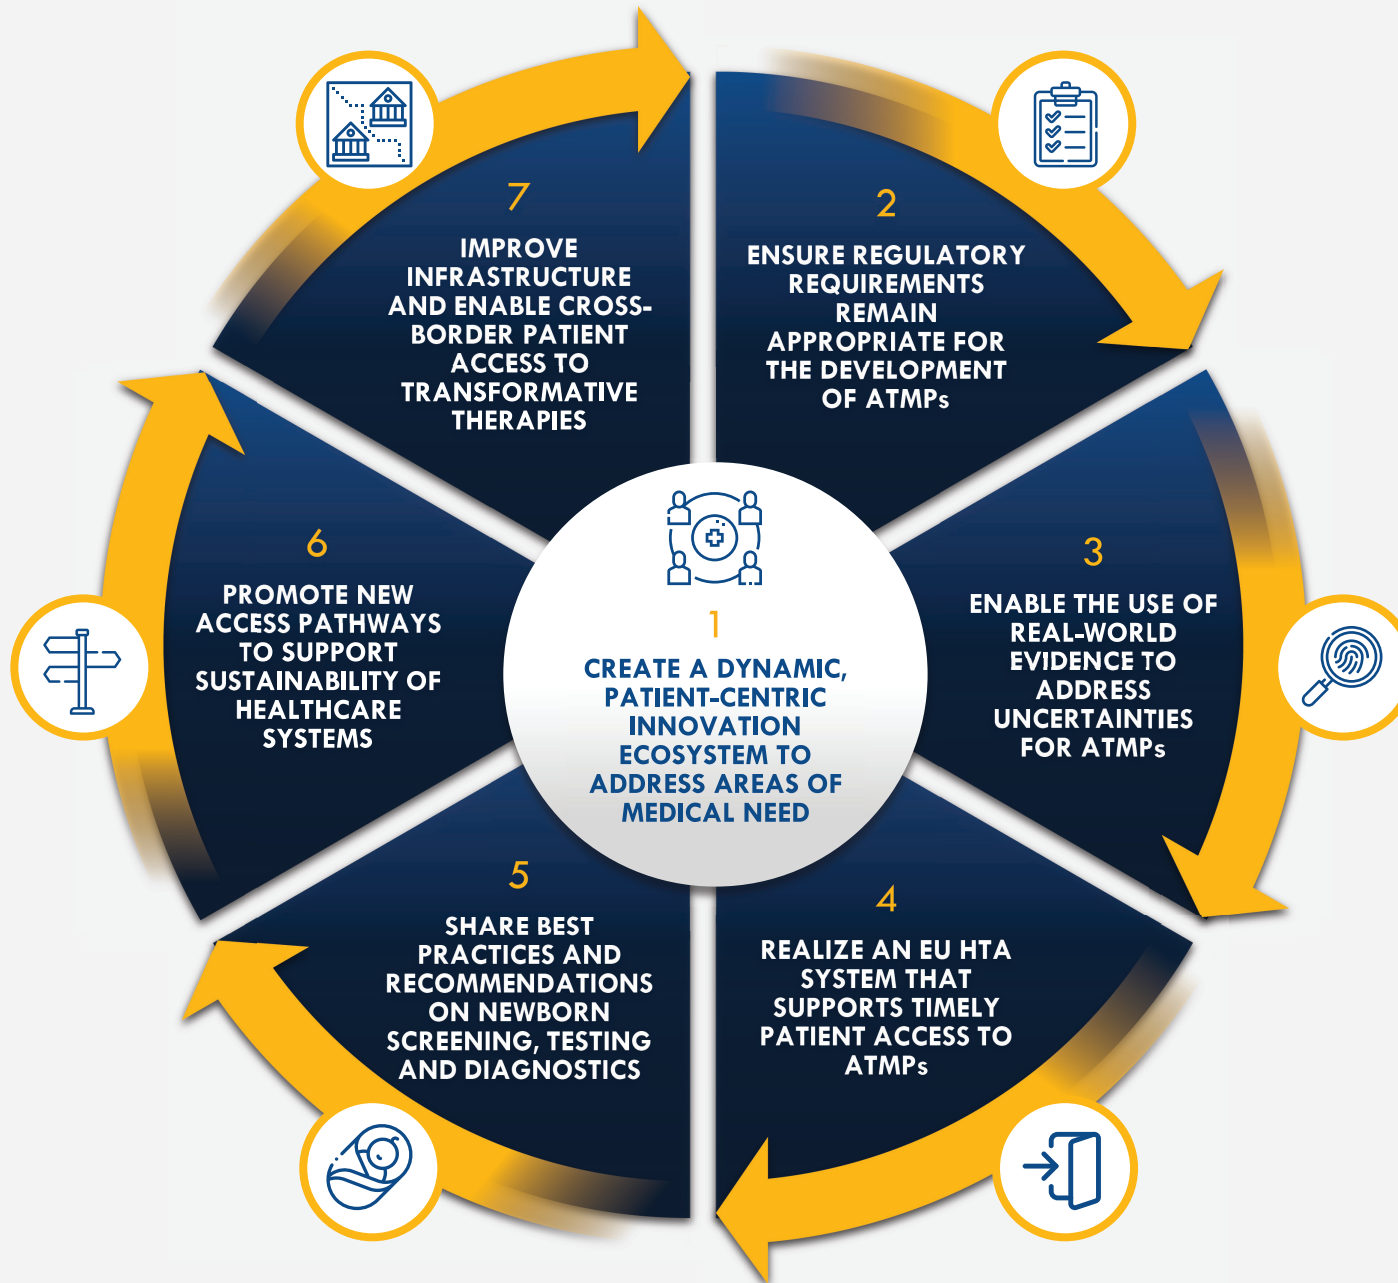 1
CREATE A DYNAMIC,
PATIENT-CENTRIC
INNOVATION
ECOSYSTEM TO
ADDRESS AREAS OF
MEDICAL NEED
2
ENSURE REGULATORY
REQUIREMENTS
REMAIN
APPROPRIATE FOR
THE DEVELOPMENT
OF ATMPs
3
ENABLE THE USE OF
REAL-WORLD
EVIDENCE TO
ADDRESS
UNCERTAINTIES
FOR ATMPs
4
REALIZE AN EU HTA
SYSTEM THAT
SUPPORTS TIMELY
PATIENT ACCESS TO
ATMPs
5
SHARE BEST
PRACTICES AND
RECOMMENDATIONS
ON NEWBORN
SCREENING, TESTING
AND DIAGNOSTICS
6
PROMOTE NEW
ACCESS PATHWAYS
TO SUPPORT
SUSTAINABILITY OF
HEALTHCARE
SYSTEMS
7
IMPROVE
INFRASTRUCTURE
AND ENABLE CROSS-
BORDER PATIENT
ACCESS TO
TRANSFORMATIVE
THERAPIES